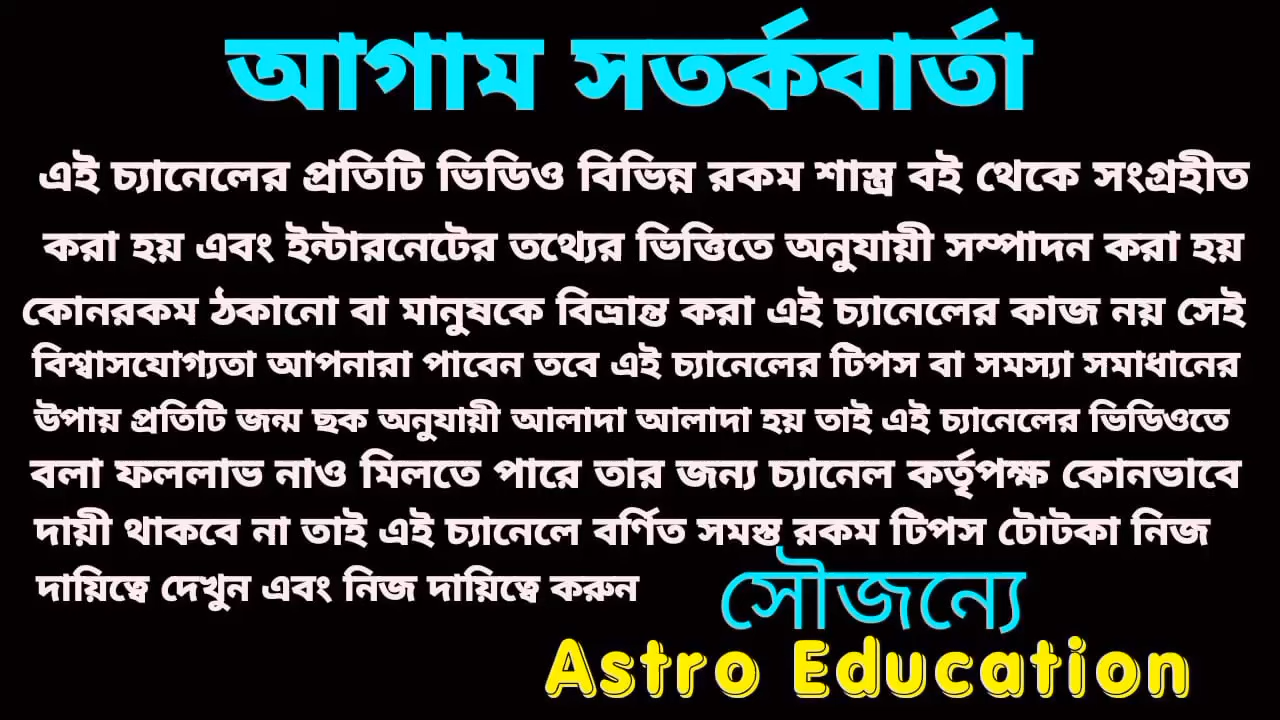 আগাম সতর্কবার্তা
এই চ্যানেলের প্রতিটি ভিডিও বিভিন্ন রকম শাস্ত্র বই থেকে সংগ্রহীত
করা হয় এবং ইন্টারনেটের তথ্যের ভিত্তিতে অনুযায়ী সম্পাদন করা হয়
কোনরকম ঠকানো বা মানুষকে বিভ্রান্ত করা এই চ্যানেলের কাজ নয় সেই
বিশ্বাসযোগ্যতা আপনারা পাবেন তবে এই চ্যানেলের টিপস বা সমস্যা সমাধানের
উপায় প্রতিটি জন্ম ছক অনুযায়ী আলাদা আলাদা হয় তাই এই চ্যানেলের ভিডিওতে
বলা ফললাভ নাও মিলতে পারে তার জন্য চ্যানেল কর্তৃপক্ষ কোনভাবে
দায়ী থাকবে না তাই এই চ্যানেলে বর্ণিত সমস্ত রকম টিপস টোটকা নিজ
দায়িত্বে দেখুন এবং নিজ দায়িত্বে করুন
সৌজন্যে
Astro Education